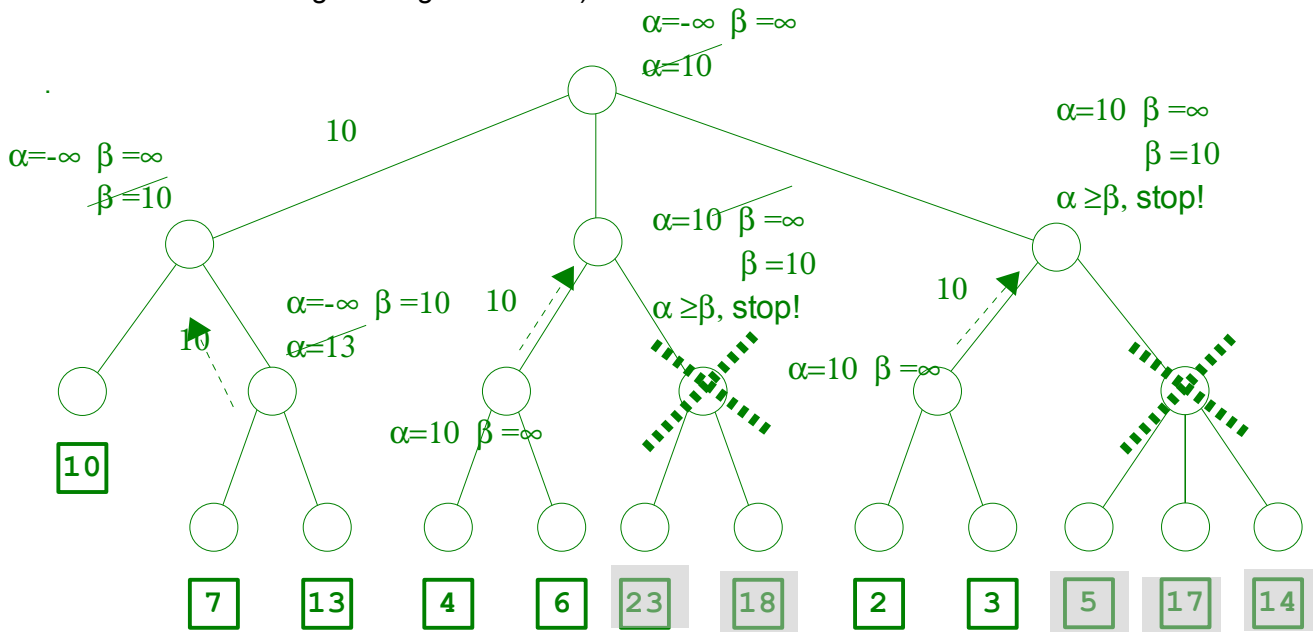 α=-∞ β =∞
α=10
10
α=-∞ β =∞
β =10
α=10 β =∞
β =10
α ≥β, stop!
α=10 β =∞
β =10
α ≥β, stop!
10
α=-∞ β =10
α=13
10
10
α=10 β =∞
α=10 β =∞
10
7 13 4 6 23 18 2 3 5 17 14